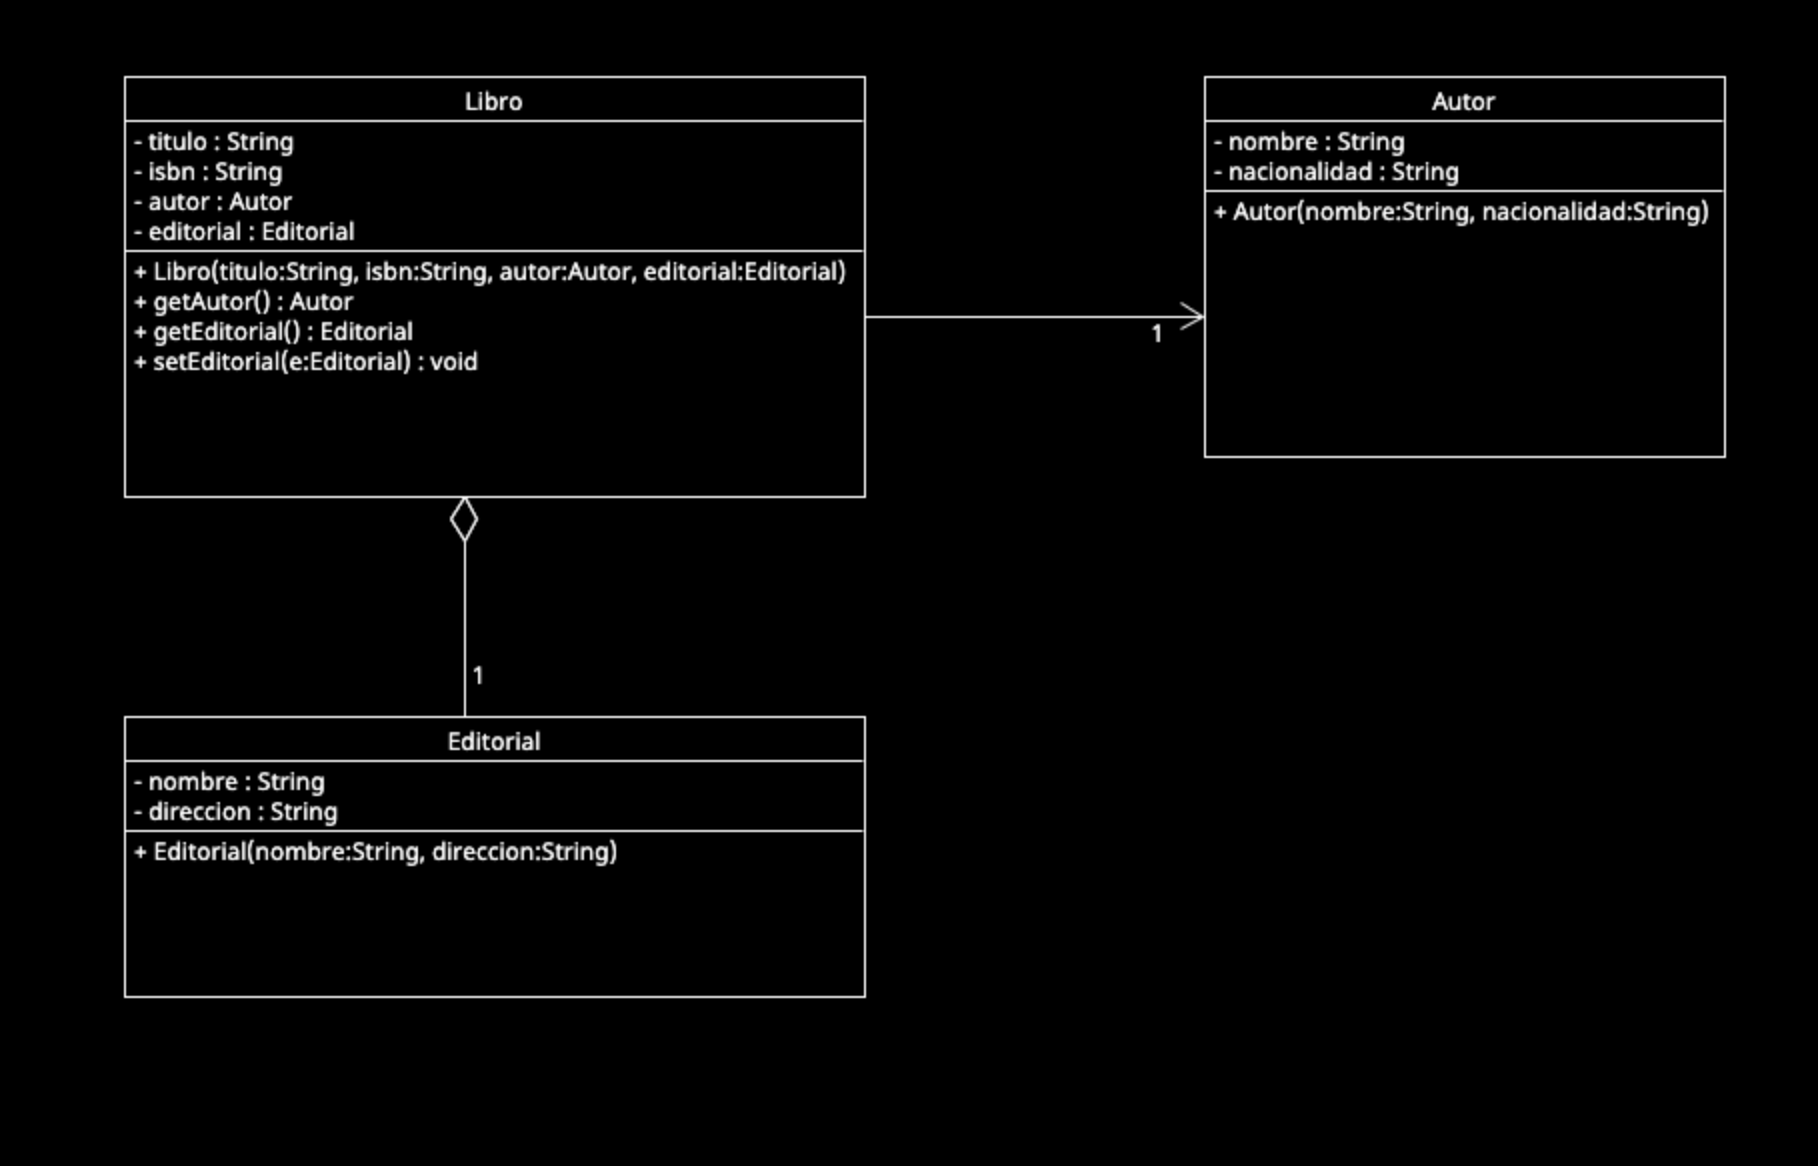 Libro
- titulo : String
- isbn : String
- autor : Autor
- editorial : Editorial
+ Libro(titulo:String, isbn:String, autor:Autor, editorial:Editorial)
+ getAutor() : Autor
+ getEditorial() : Editorial
+ setEditorial(e:Editorial) : void
1
Autor
- nombre : String
- nacionalidad : String
+ Autor(nombre:String, nacionalidad:String)
1
Editorial
- nombre : String
- direccion : String
+ Editorial(nombre:String, direccion:String)